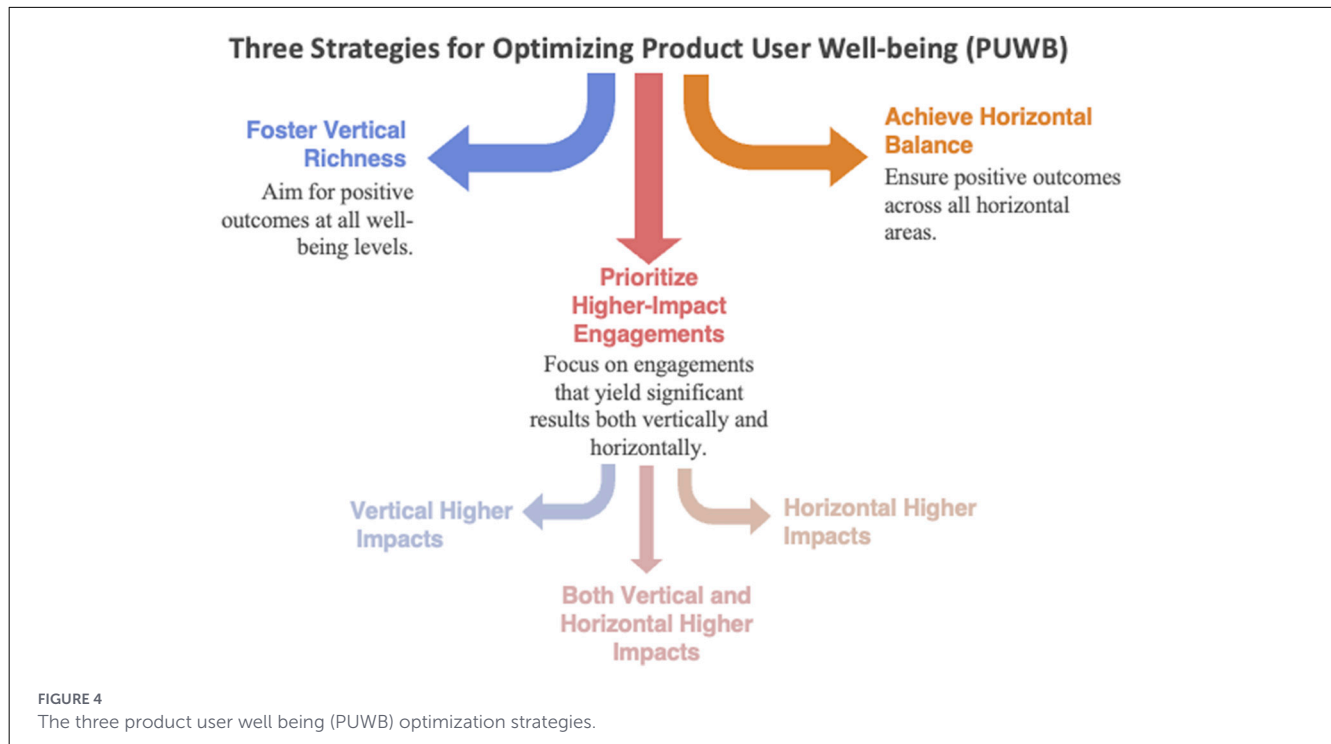 Three Strategies for Optimizing Product User Well-being (PUWB)
Foster Vertical
Richness
Aim for positive
outcomes at all well-
being levels.
Achieve Horizontal
Balance
Ensure positive outcomes
across all horizontal
areas.
Prioritize
Higher-Impact
Engagements
Focus on engagements
that yield significant
results both vertically and
horizontally.
Vertical Higher
Impacts
Horizontal Higher
Impacts
Both Vertical and
Horizontal Higher
Impacts
FIGURE 4
The three product user well being (PUWB) optimization strategies.